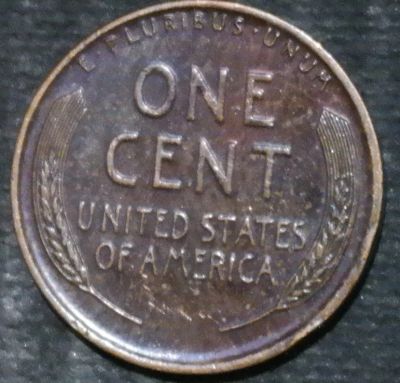 E·PLURIBUS·UNUM
ONE
CENT
UNITED STATES
OF AMERICA